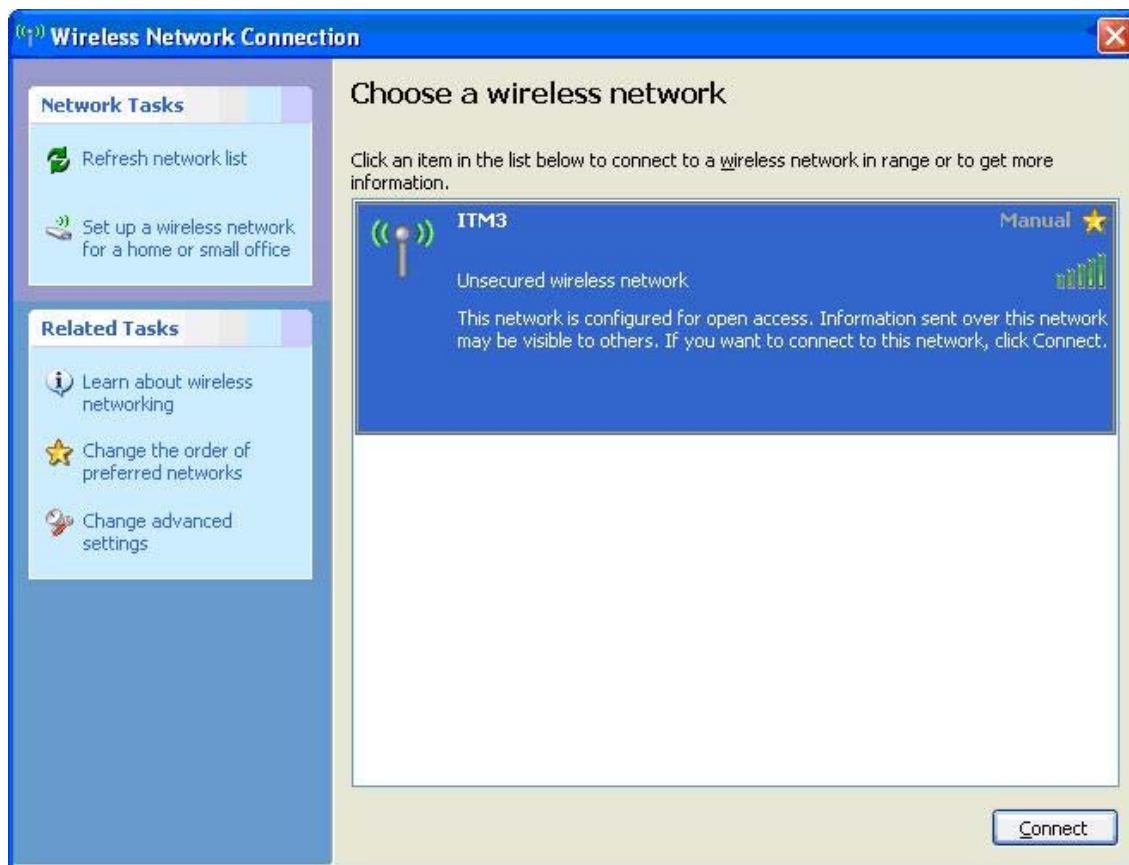 Wireless Network Connection
Network Tasks
Refresh network list
Set up a wireless network
for a home or small office
Related Tasks
Learn about wireless
networking
Change the order of
preferred networks
Change advanced
settings
Choose a wireless network
Click an item in the list below to connect to a wireless network in range or to get more
information.
ITM3
Manual
Unsecured wireless network
This network is configured for open access. Information sent over this network
may be visible to others. If you want to connect to this network, click Connect.
Connect